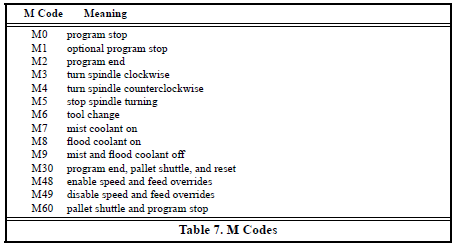 M Code Meaning
M0 program stop
M1 optional program stop
M2 program end
M3 turn spindle clockwise
M4 turn spindle counterclockwise
M5 stop spindle turning
M6 tool change
M7 mist coolant on
M8 flood coolant on
M9 mist and flood coolant off
M30 program end, pallet shuttle, and reset
M48 enable speed and feed overrides
M49 disable speed and feed overrides
M60 pallet shuttle and program stop
Table 7. M Codes